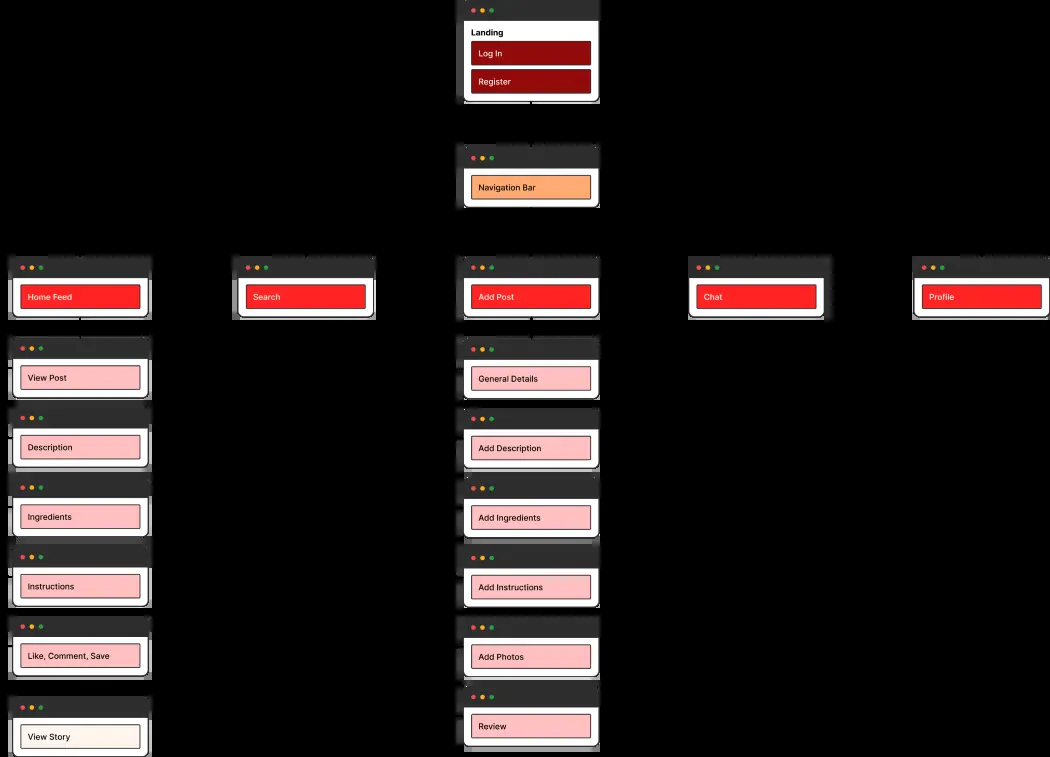 Landing
Log In
Register
Navigation Bar
Home Feed
Search
Add Post
Chat
Profile
View Post
General Details
Description
Add Description
Ingredients
Add Ingredients
Instructions
Add Instructions
Like, Comment, Save
Add Photos
Review
View Story